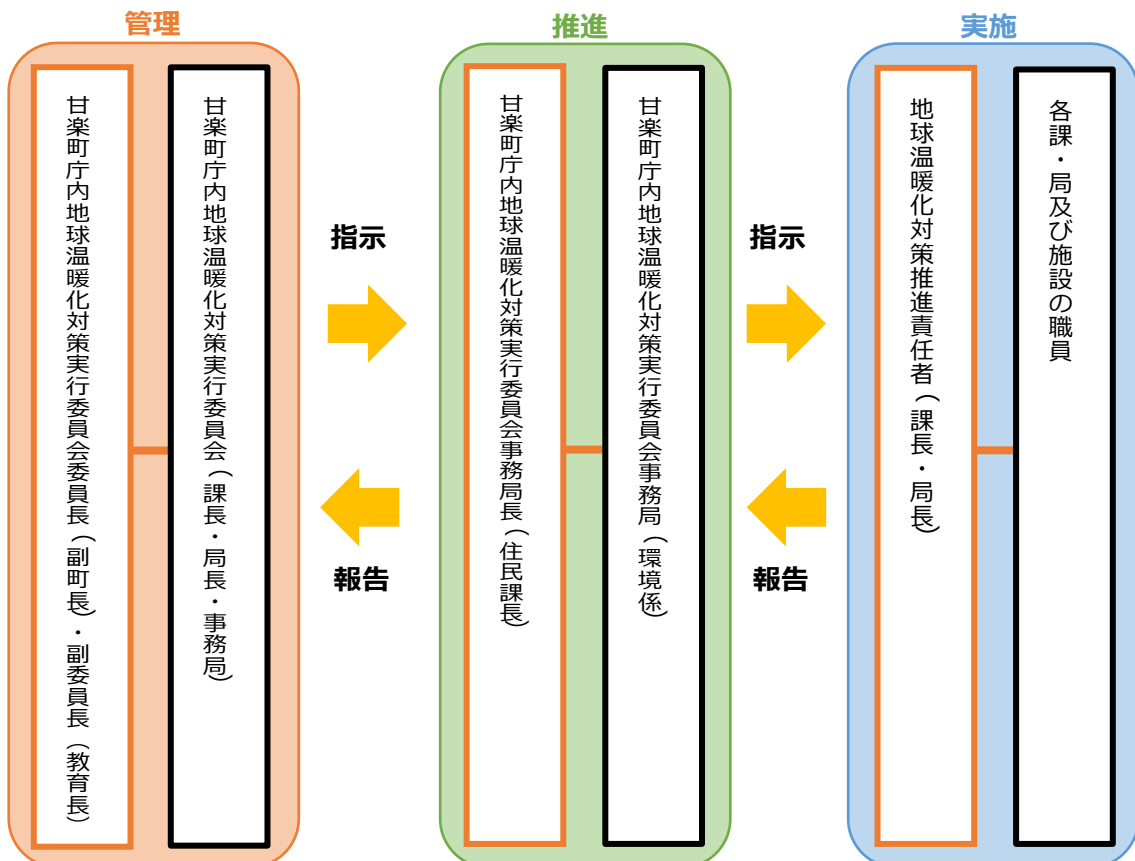 管理
甘楽町庁内地球温暖化対策実行委員会委員長（副町長）・副委員長（教育長）
甘楽町庁内地球温暖化対策実行委員会（課長・局長・事務局）
指示
報告
推進
甘楽町庁内地球温暖化対策実行委員会事務局長（住民課長）
甘楽町庁内地球温暖化対策実行委員会事務局（環境係）
指示
報告
実施
地球温暖化対策推進責任者（課長・局長）
各課・局及び施設の職員